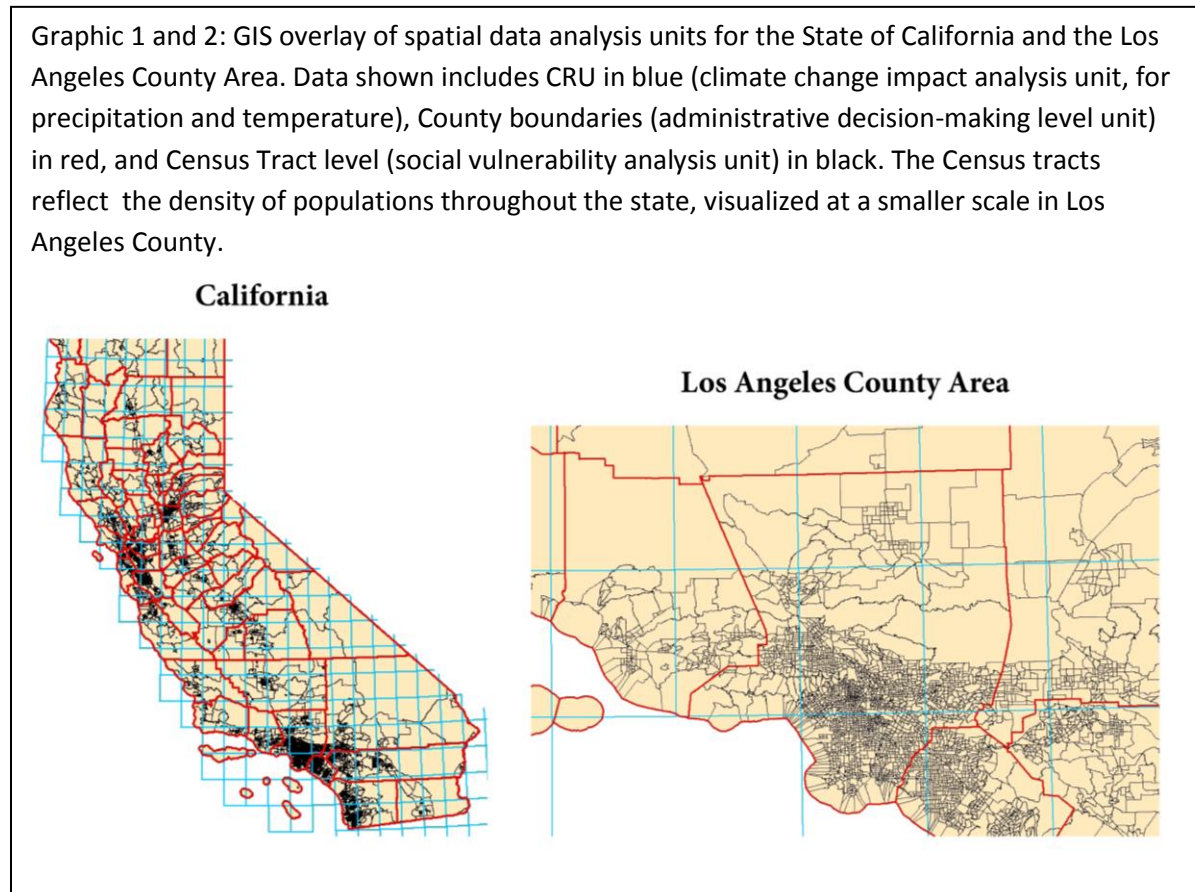 Graphic 1 and 2: GIS overlay of spatial data analysis units for the State of California and the Los
Angeles County Area. Data shown includes CRU in blue (climate change impact analysis unit, for
precipitation and temperature), County boundaries (administrative decision-making level unit)
in red, and Census Tract level (social vulnerability analysis unit) in black. The Census tracts
reflect  the density of populations throughout the state, visualized at a smaller scale in Los
Angeles County.
California
Los Angeles County Area